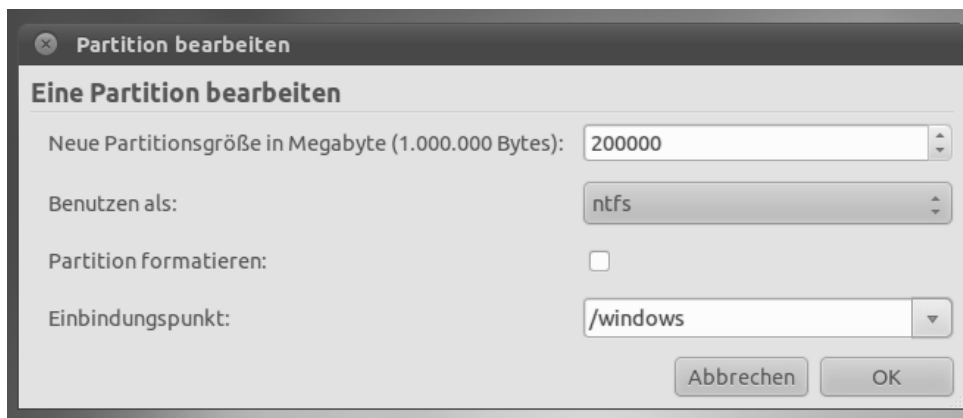 Partition bearbeiten
Eine Partition bearbeiten
Neue Partitionsgröße in Megabyte (1.000.000 Bytes): 200000
Benutzen als: ntfs
Partition formatieren:
Einbindungspunkt: /windows
Abbrechen OK